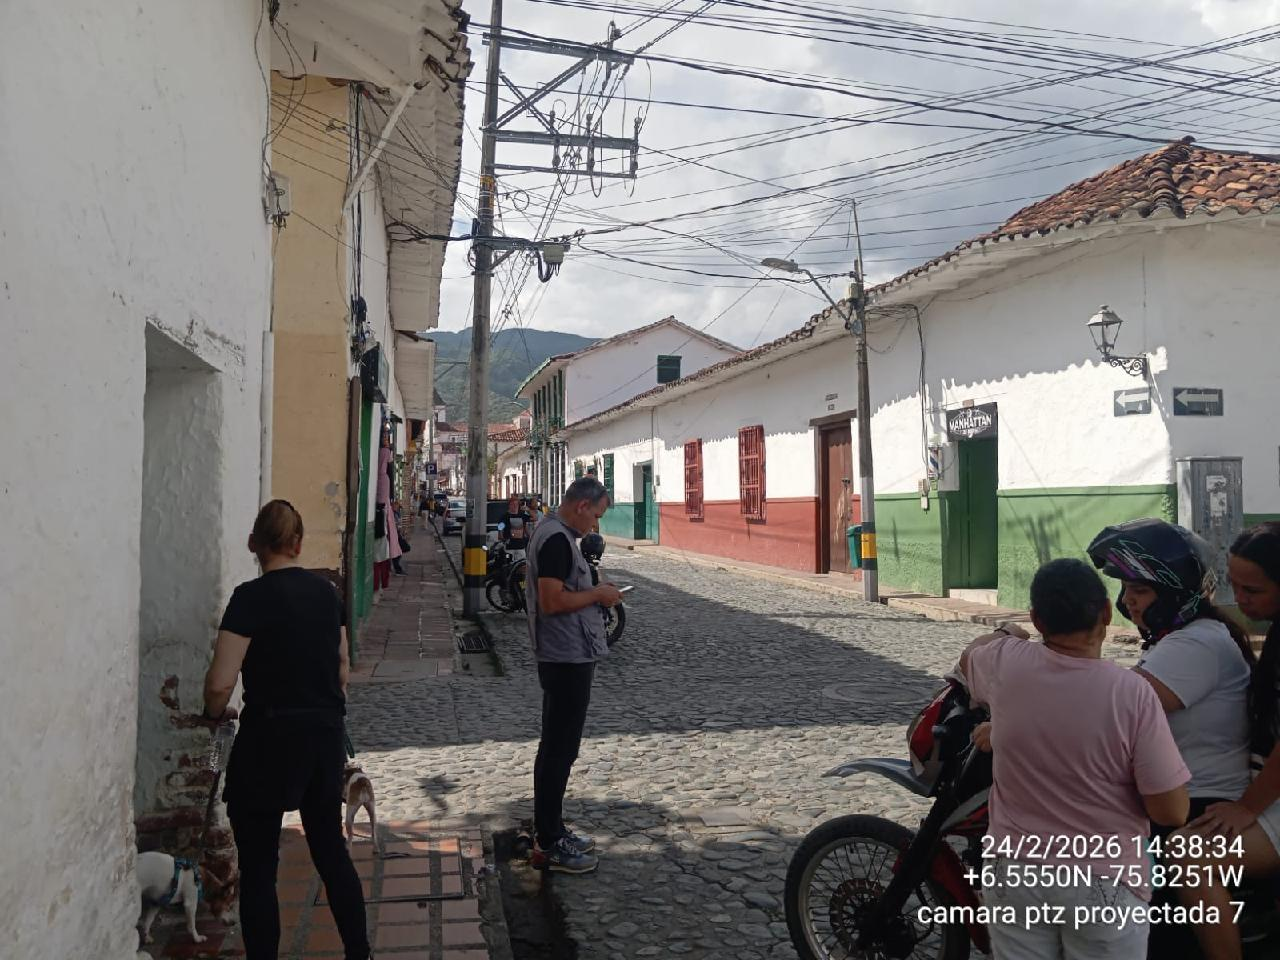 MANHATTAN
P
24/2/2026 14:38:34
+6.5550N -75.8251W
camara ptz proyectada 7